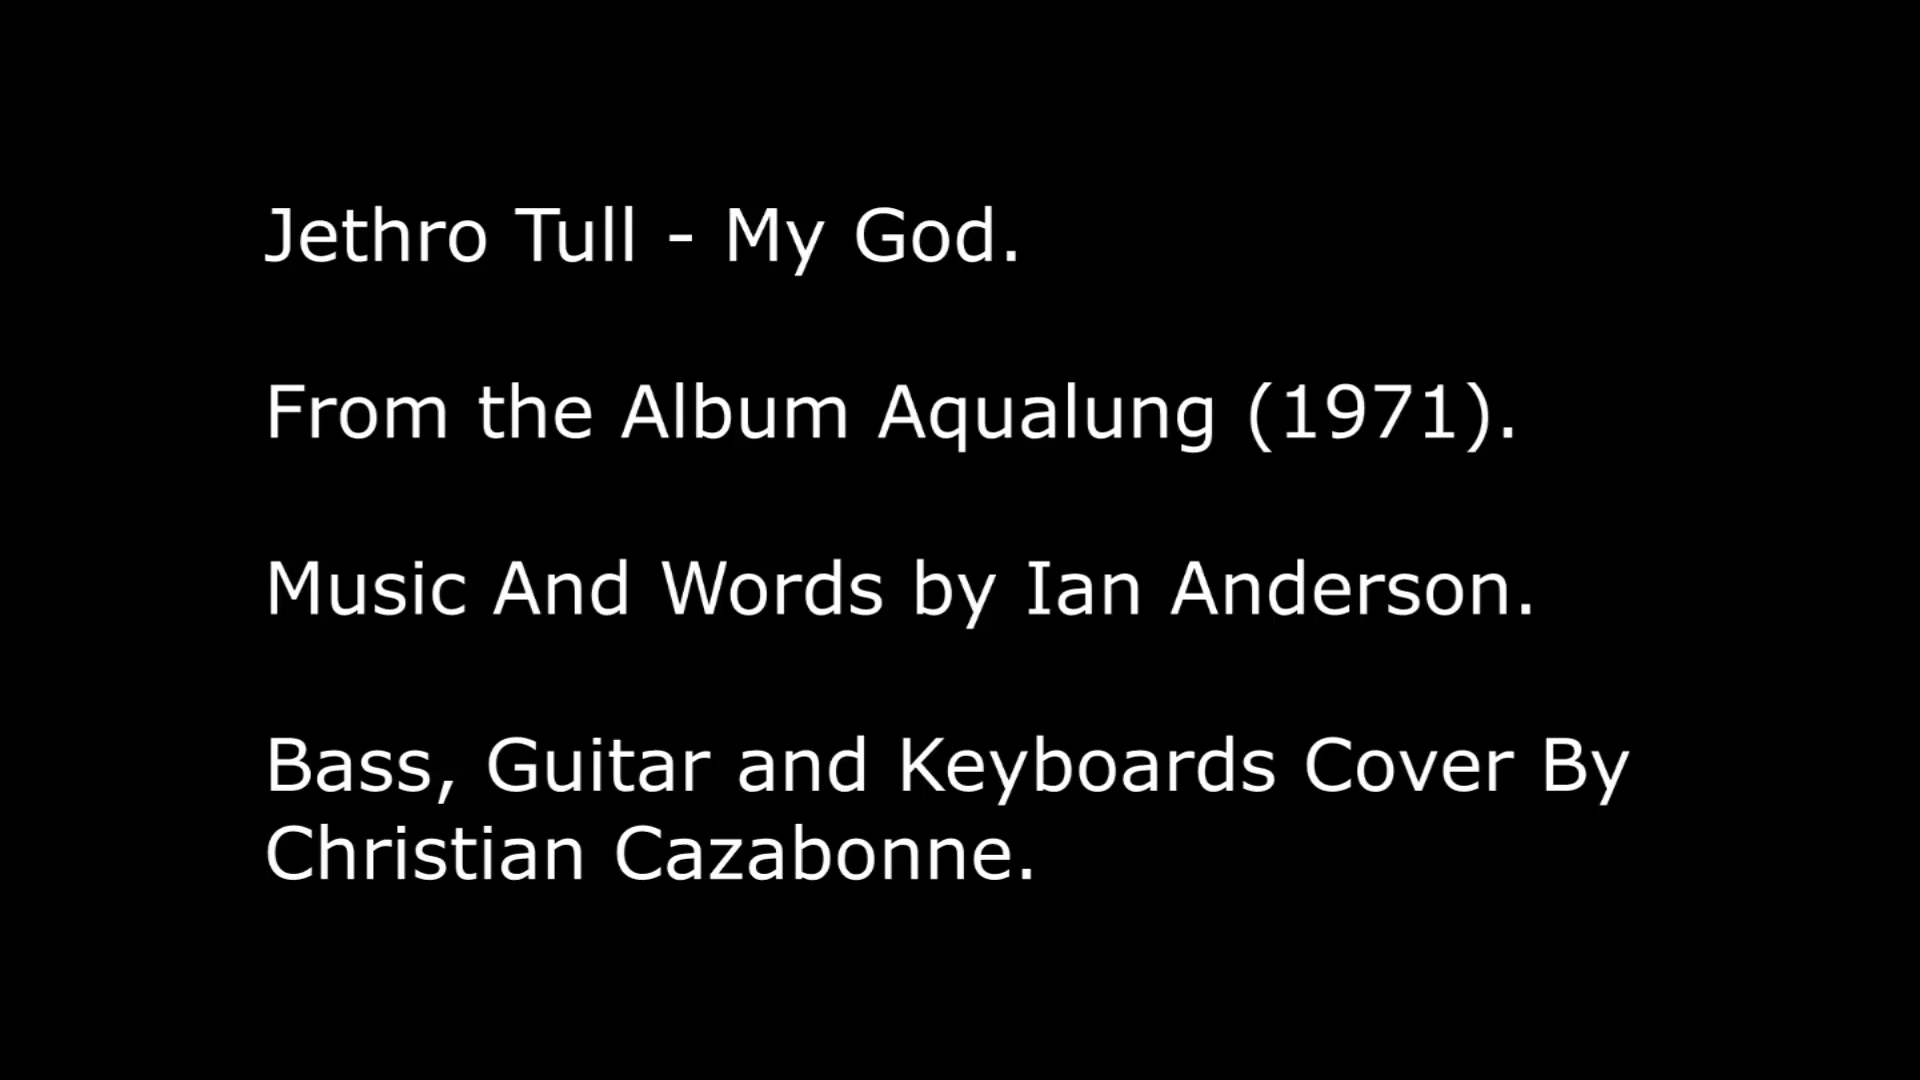 Jethro Tull - My God.
From the Album Aqualung (1971).
Music And Words by Ian Anderson.
Bass, Guitar and Keyboards Cover By
Christian Cazabonne.